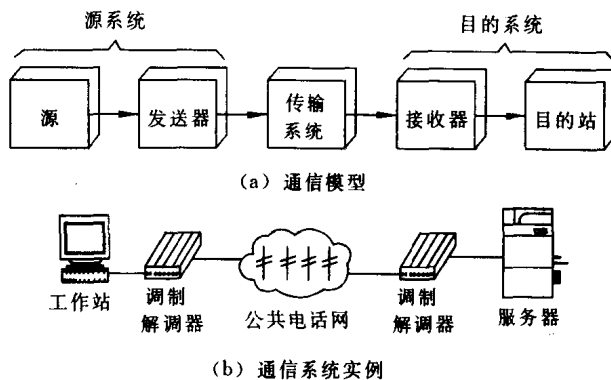 源系统
目的系统
源
发送器
传输
系统
接收器
目的站
(a) 通信模型
工作站
调制
解调器
公共电话网
调制
解调器
服务器
(b) 通信系统实例